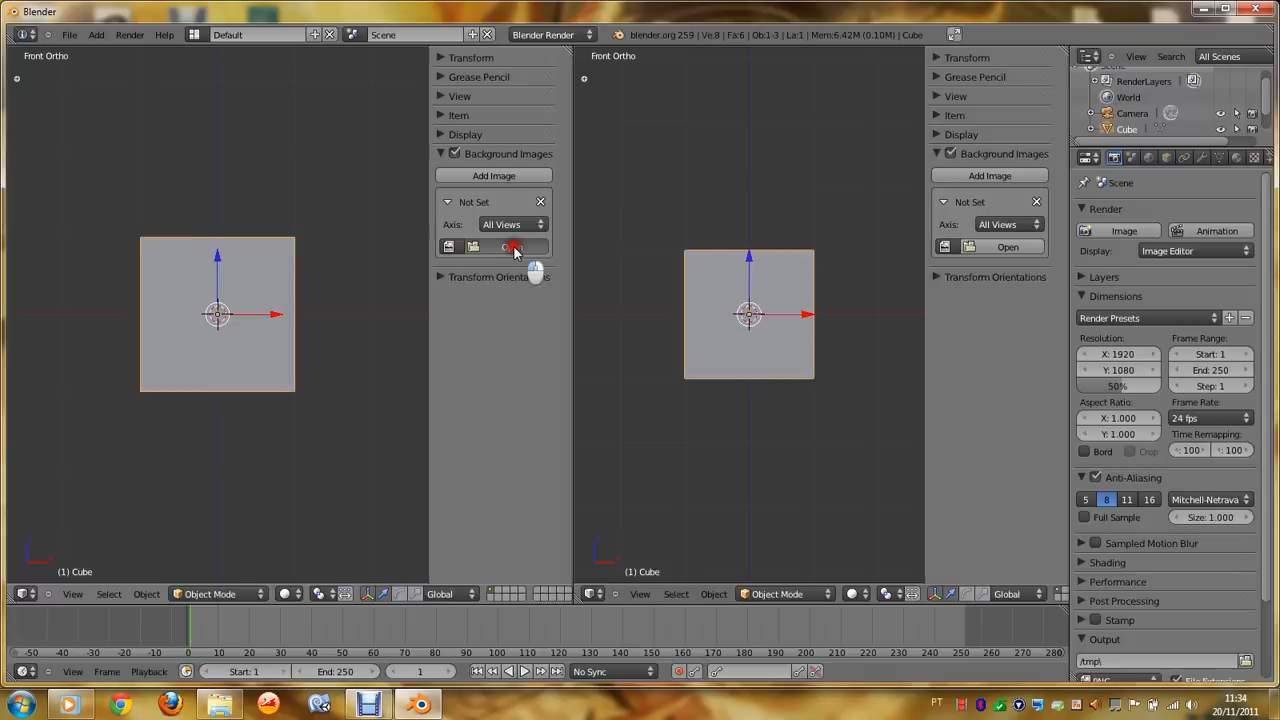 Blender
File Add Render Help Default Scene Blender Render blender.org 259 | Ve:8 | Fa:6 | Ob:1-3 | La:1 | Mem:6.42M (0.10M) | Cube
Front Ortho
Transform
Grease Pencil
View
Item
Display
Background Images
Add Image
Not Set
Axis: All Views
Transform Orientations
(1) Cube
View Select Object Object Mode Global
Front Ortho
Transform
Grease Pencil
View
Item
Display
Background Images
Add Image
Not Set
Axis: All Views
Open
Transform Orientations
(1) Cube
View Select Object Object Mode Global
View Search All Scenes
RenderLayers
World
Camera
Cube
Scene
Render
Image Animation
Display: Image Editor
Layers
Dimensions
Render Presets
Resolution: Frame Range:
X: 1920 Start: 1
Y: 1080 End: 250
50% Step: 1
Aspect Ratio: Frame Rate:
X: 1.000 24 fps
Y: 1.000 Time Remapping:
Bord Crop : 100 : 100
Anti-Aliasing
5 8 11 16 Mitchell-Netrava
Full Sample Size: 1.000
Sampled Motion Blur
Shading
Performance
Post Processing
Stamp
Output
/tmp\
-50 -40 -30 -20 -10 0 10 20 30 40 50 60 70 80 90 100 110 120 130 140 150 160 170 180 190 200 210 220 230 240 250 260 270 280
View Frame Playback Start: 1 End: 250 1 No Sync
PT 11:34
20/11/2011